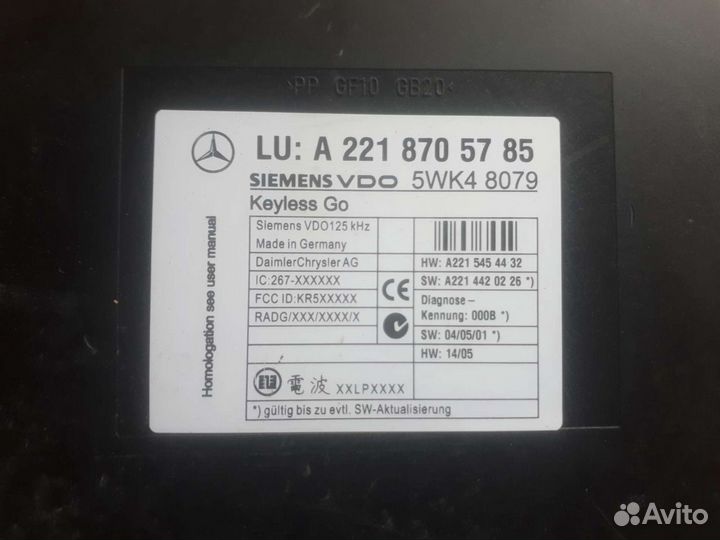 >PP GF10 GB20<
LU: A 221 870 57 85
SIEMENS VDO 5WK4 8079
Keyless Go
Siemens VDO125 kHz
Made in Germany
DaimlerChrysler AG
IC:267-XXXXXX
FCC ID:KR5XXXXX
RADG/XXX/XXXX/X
CE
HW: A221 545 44 32
SW: A221 442 02 26 *)
Diagnose –
Kennung: 000B *)
SW: 04/05/01 *)
HW: 14/05
電波 XXLPXXXX
*) gültig bis zu evtl. SW-Aktualisierung
Homologation see user manual
Avito